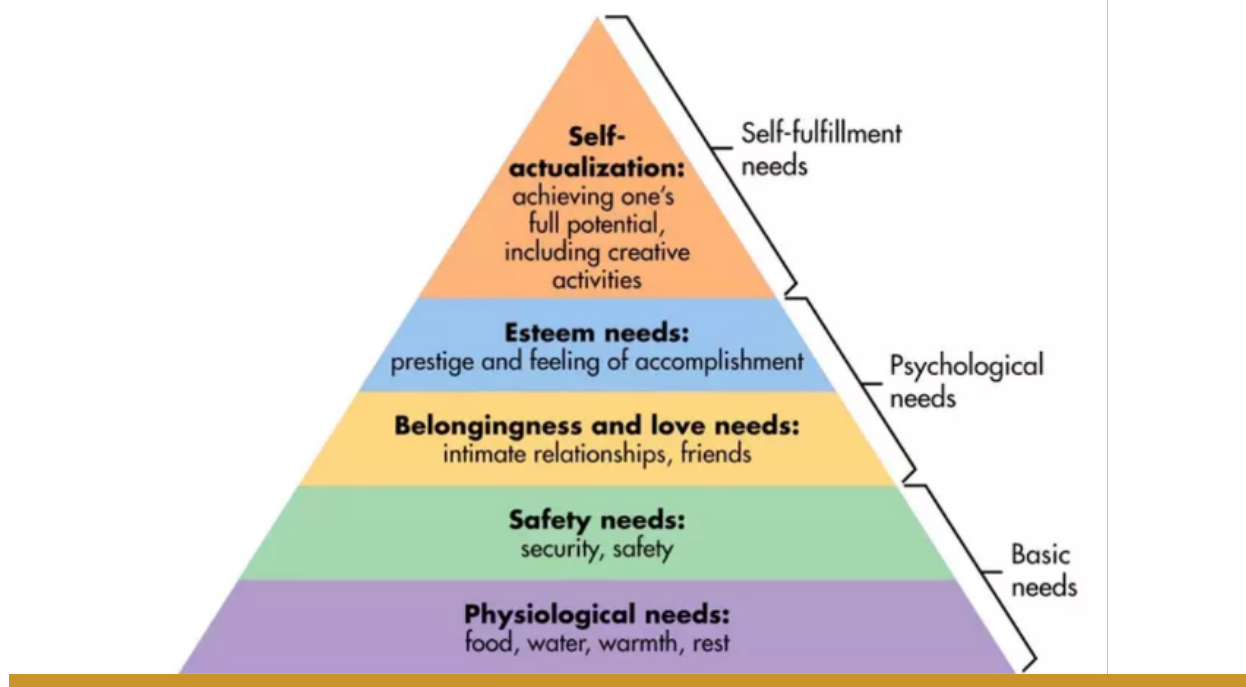 Self-
actualization:
achieving one's
full potential,
including creative
activities
Self-fulfillment
needs
Esteem needs:
prestige and feeling of accomplishment
Belongingness and love needs:
intimate relationships, friends
Psychological
needs
Safety needs:
security, safety
Physiological needs:
food, water, warmth, rest
Basic
needs